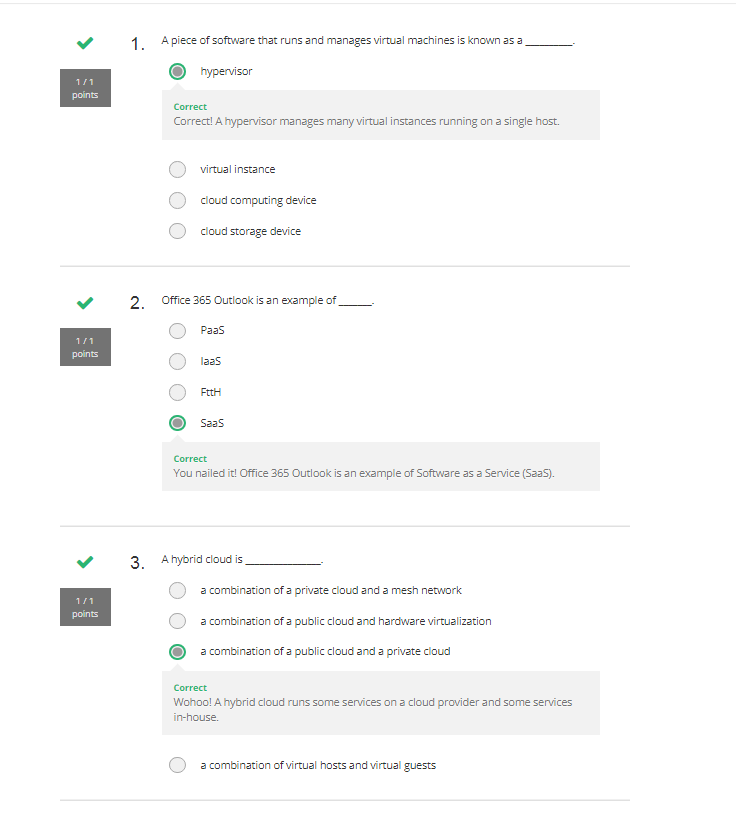 1. A piece of software that runs and manages virtual machines is known as a ________.
1 / 1
points
hypervisor
Correct
Correct! A hypervisor manages many virtual instances running on a single host.
virtual instance
cloud computing device
cloud storage device
2. Office 365 Outlook is an example of ______.
1 / 1
points
PaaS
IaaS
FttH
SaaS
Correct
You nailed it! Office 365 Outlook is an example of Software as a Service (SaaS).
3. A hybrid cloud is _____________.
1 / 1
points
a combination of a private cloud and a mesh network
a combination of a public cloud and hardware virtualization
a combination of a public cloud and a private cloud
Correct
Wohoo! A hybrid cloud runs some services on a cloud provider and some services
in-house.
a combination of virtual hosts and virtual guests